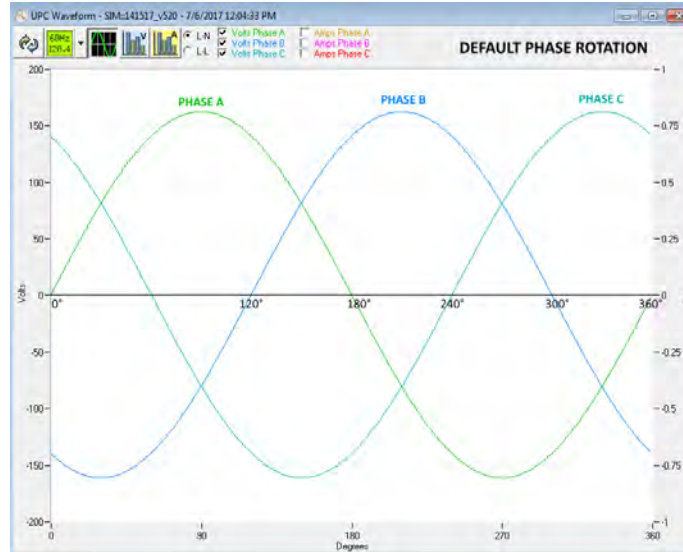 UPC Waveform - SIM:141517_v520 - 7/6/2017 12:04:33 PM
60Hz
120.4
V
A
L-N
L-L
Volts Phase A
Volts Phase B
Volts Phase C
Amps Phase A
Amps Phase B
Amps Phase C
DEFAULT PHASE ROTATION
200 1
PHASE A PHASE B PHASE C
150 0.75
100 0.5
50 0.25
Volts
0 0° 120° 180° 240° 300° 360° 0
-50 -0.25
-100 -0.5
-150 -0.75
-200 -1
0 90 180 270 360
Degrees